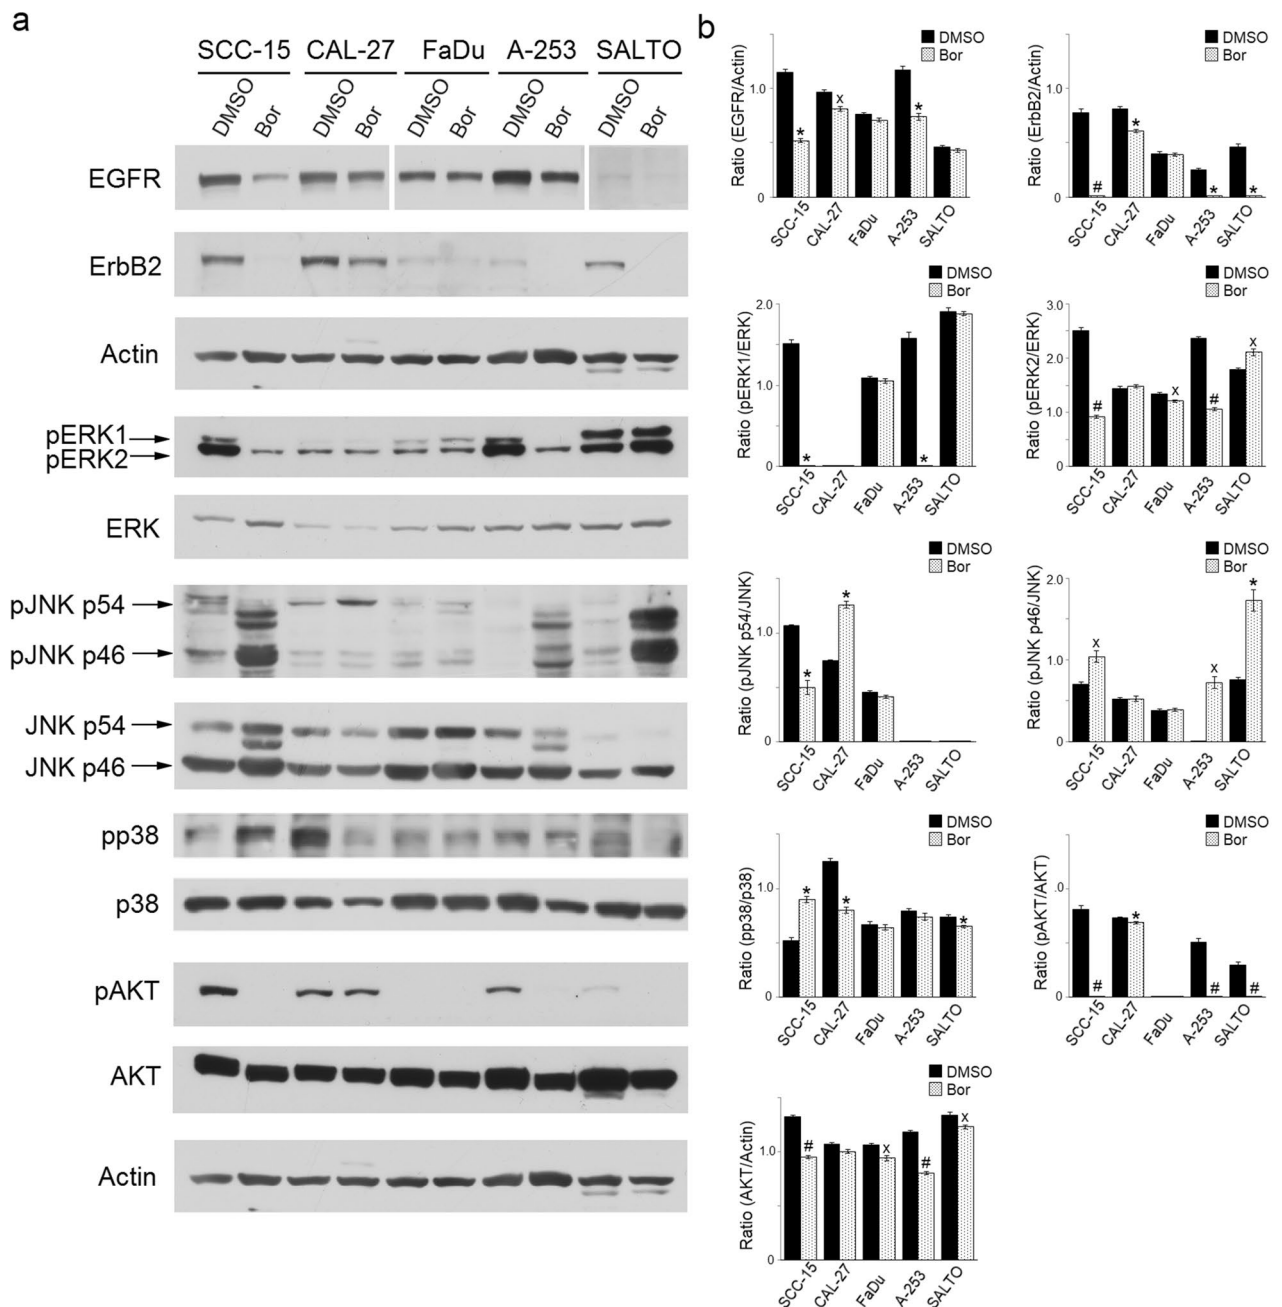 a
SCC-15 CAL-27 FaDu A-253 SALTO
DMSO Bor DMSO Bor DMSO Bor DMSO Bor DMSO Bor
EGFR
ErbB2
Actin
pERK1
pERK2
ERK
pJNK p54
pJNK p46
JNK p54
JNK p46
pp38
p38
pAKT
AKT
Actin
b
DMSO
Bor
Ratio (EGFR/Actin)
1.0
* x *
0
SCC-15 CAL-27 FaDu A-253 SALTO
DMSO
Bor
Ratio (ErbB2/Actin)
1.0
# * * *
0
SCC-15 CAL-27 FaDu A-253 SALTO
DMSO
Bor
Ratio (pERK1/ERK)
2.0
1.0
* *
0
SCC-15 CAL-27 FaDu A-253 SALTO
DMSO
Bor
Ratio (pERK2/ERK)
3.0
2.0
1.0
# x # x
0
SCC-15 CAL-27 FaDu A-253 SALTO
DMSO
Bor
Ratio (pJNK p54/JNK)
1.0
* *
0
SCC-15 CAL-27 FaDu A-253 SALTO
DMSO
Bor
Ratio (pJNK p46/JNK)
2.0
1.0
x x *
0
SCC-15 CAL-27 FaDu A-253 SALTO
DMSO
Bor
Ratio (pp38/p38)
1.0
* * *
0
SCC-15 CAL-27 FaDu A-253 SALTO
DMSO
Bor
Ratio (pAKT/AKT)
.0
# * # #
0
SCC-15 CAL-27 FaDu A-253 SALTO
DMSO
Bor
Ratio (AKT/Actin)
1.0
# x # x
0
SCC-15 CAL-27 FaDu A-253 SALTO